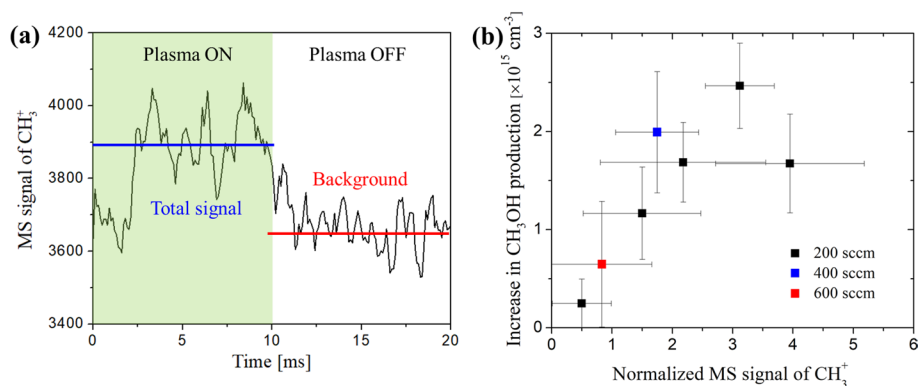 (a)
4200
4000
3800
3600
3400
MS signal of CH₃⁺
Plasma ON
Plasma OFF
Total signal
Background
0
5
10
15
20
Time [ms]
(b)
3
2
1
0
Increase in CH₃OH production [×10¹⁵ cm⁻³]
200 sccm
400 sccm
600 sccm
0
1
2
3
4
5
6
Normalized MS signal of CH₃⁺